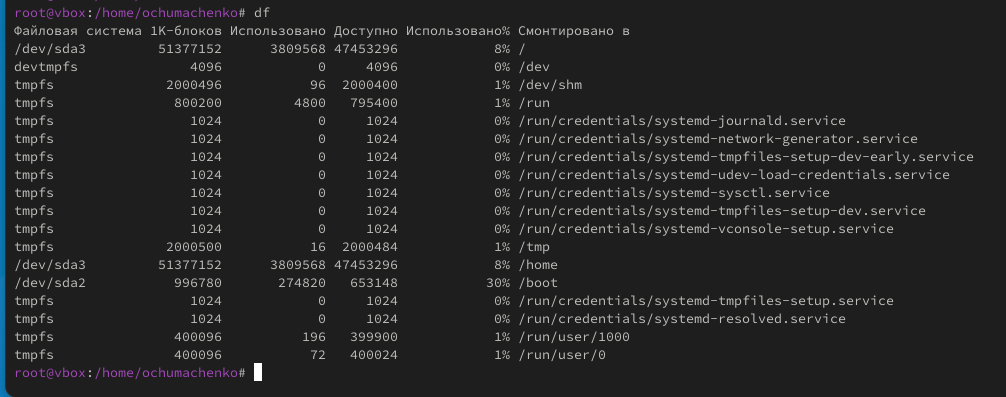 root@vbox:/home/ochumachenko# df
Файловая система 1K-блоков Использовано Доступно Использовано% Смонтировано в
/dev/sda3 51377152 3809568 47453296 8% /
devtmpfs 4096 0 4096 0% /dev
tmpfs 2000496 96 2000400 1% /dev/shm
tmpfs 800200 4800 795400 1% /run
tmpfs 1024 0 1024 0% /run/credentials/systemd-journald.service
tmpfs 1024 0 1024 0% /run/credentials/systemd-network-generator.service
tmpfs 1024 0 1024 0% /run/credentials/systemd-tmpfiles-setup-dev-early.service
tmpfs 1024 0 1024 0% /run/credentials/systemd-udev-load-credentials.service
tmpfs 1024 0 1024 0% /run/credentials/systemd-sysctl.service
tmpfs 1024 0 1024 0% /run/credentials/systemd-tmpfiles-setup-dev.service
tmpfs 1024 0 1024 0% /run/credentials/systemd-vconsole-setup.service
tmpfs 2000500 16 2000484 1% /tmp
/dev/sda3 51377152 3809568 47453296 8% /home
/dev/sda2 996780 274820 653148 30% /boot
tmpfs 1024 0 1024 0% /run/credentials/systemd-tmpfiles-setup.service
tmpfs 1024 0 1024 0% /run/credentials/systemd-resolved.service
tmpfs 400096 196 399900 1% /run/user/1000
tmpfs 400096 72 400024 1% /run/user/0
root@vbox:/home/ochumachenko#